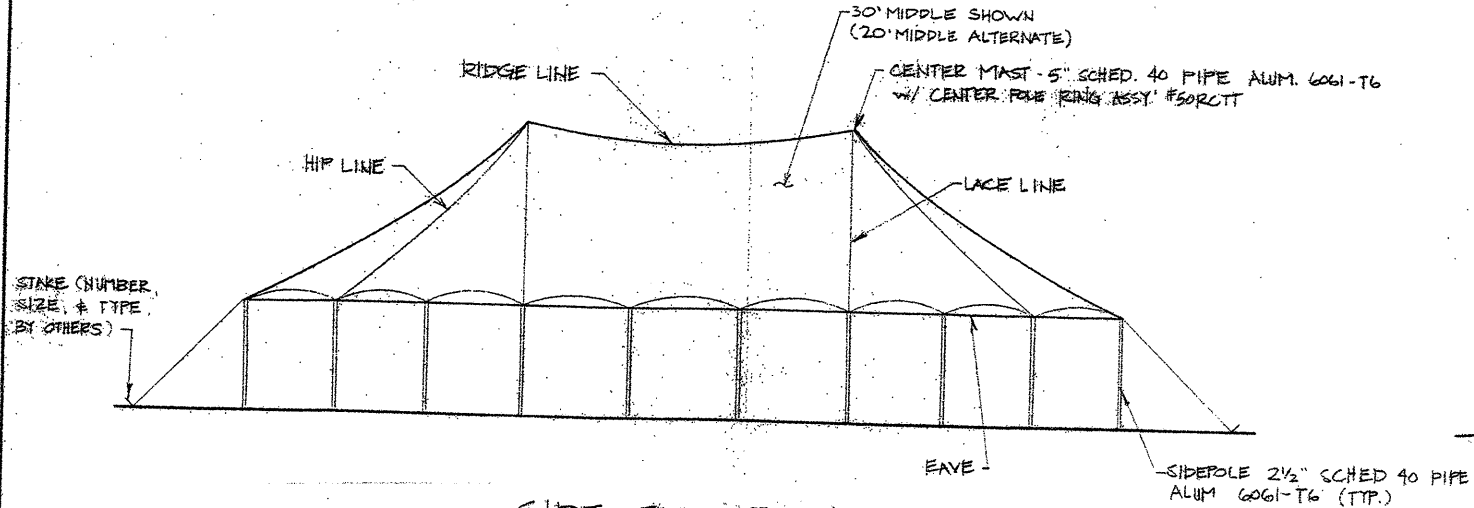 30' MIDDLE SHOWN
(20' MIDDLE ALTERNATE)
RIDGE LINE
CENTER MAST - 5" SCHED. 40 PIPE ALUM. 6061-T6
W/ CENTER POLE RING ASSY. #50RCTT
HIP LINE
LACE LINE
STAKE (NUMBER,
SIZE, & TYPE,
BY OTHERS)
EAVE
SIDEPOLE 2½" SCHED 40 PIPE
ALUM 6061-T6 (TYP.)